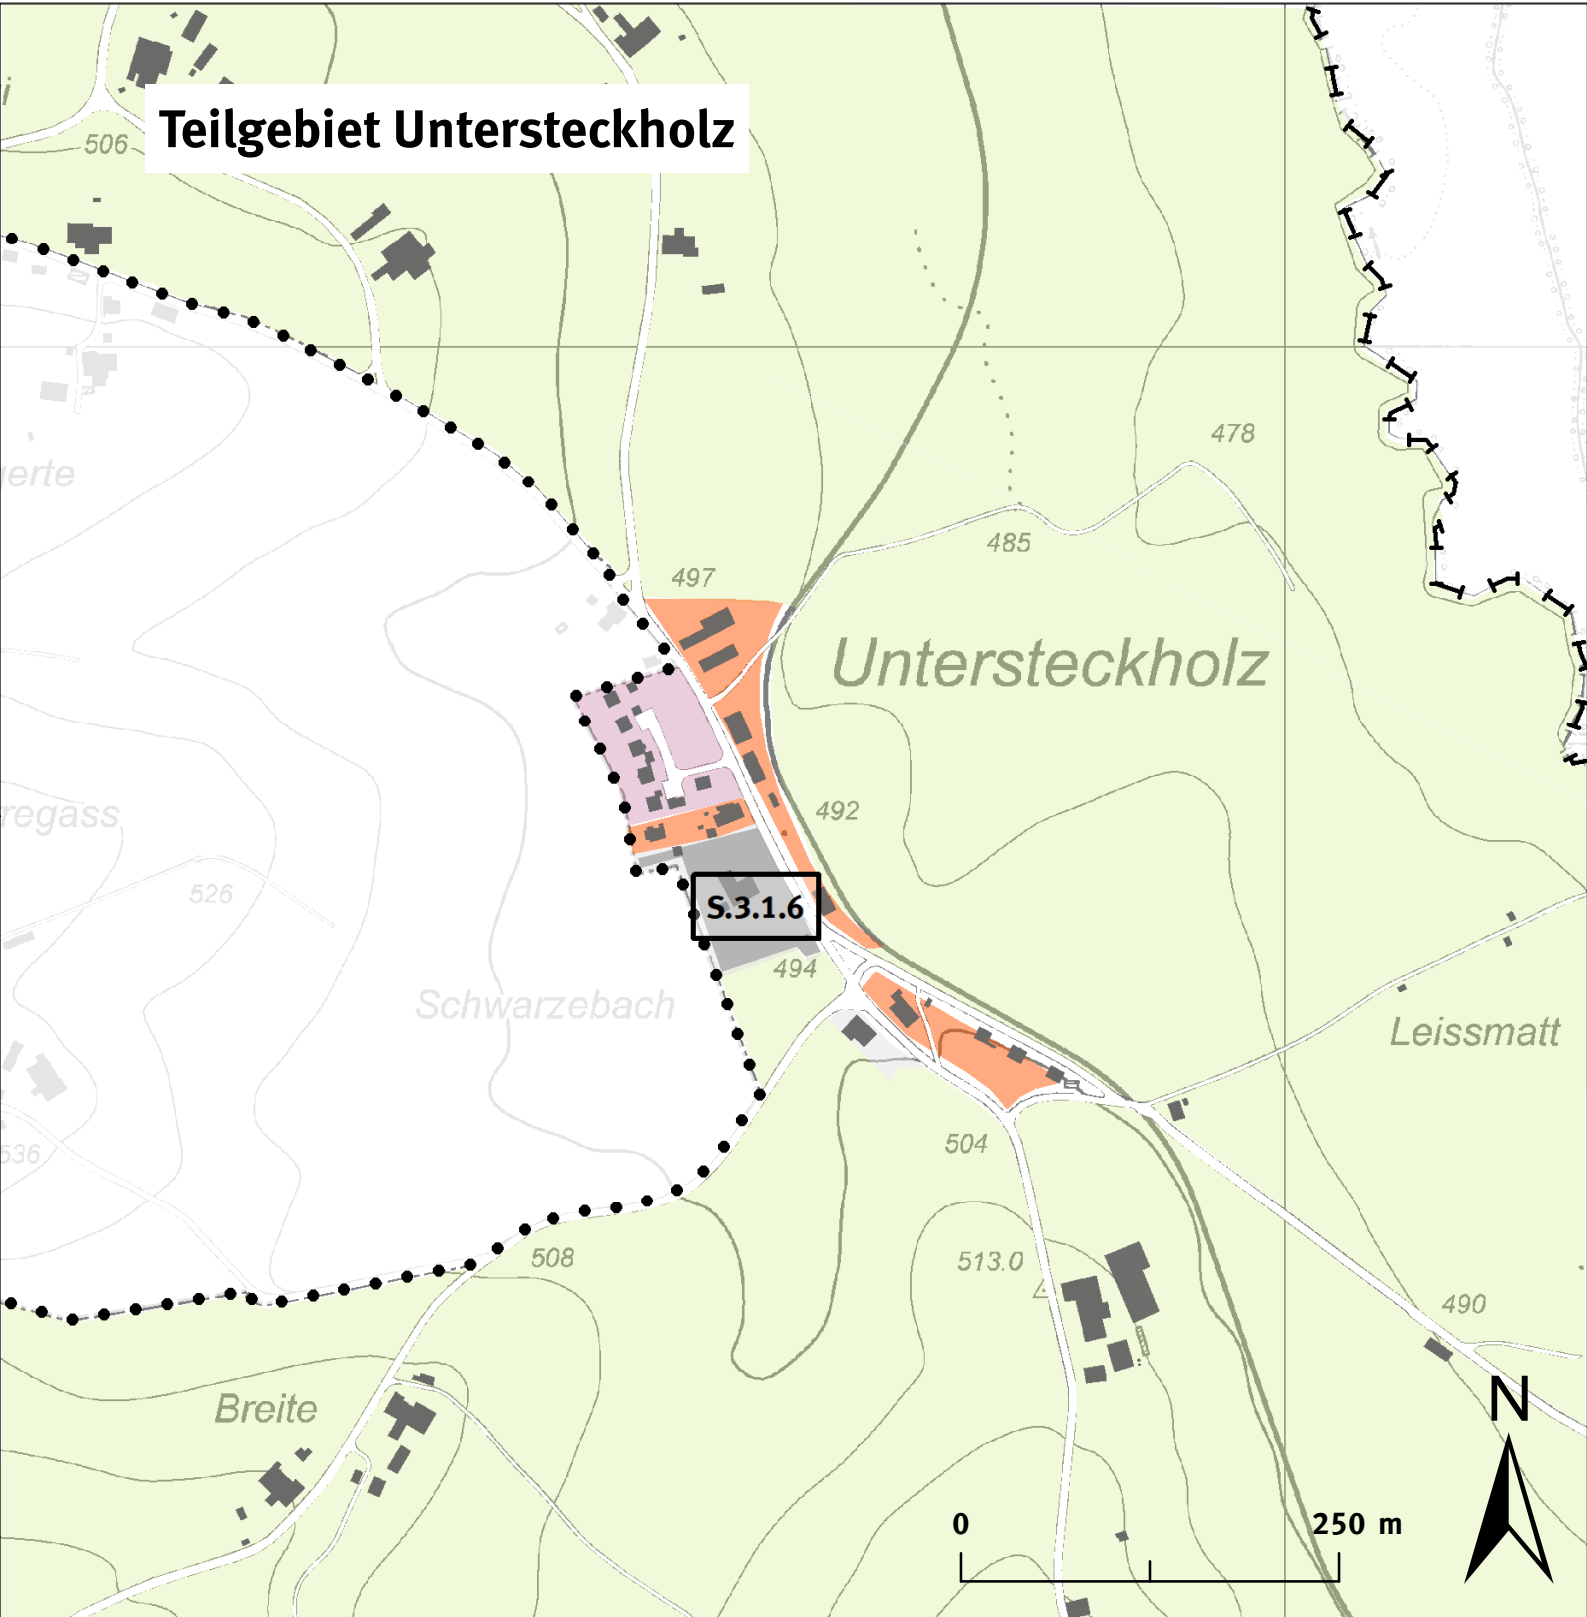 Teilgebiet Untersteckholz
506
478
erte
485
497
Untersteckholz
492
regass
526
S.3.1.6
494
Schwarzebach
Leissmatt
536
504
508
513.0
490
Breite
N
0
250 m